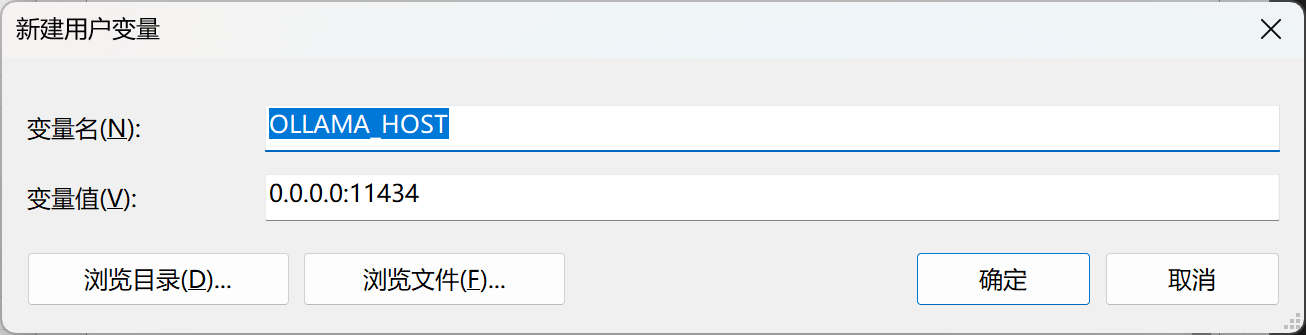 新建用户变量
变量名(N):
OLLAMA_HOST
变量值(V):
0.0.0.0:11434
浏览目录(D)...
浏览文件(F)...
确定
取消